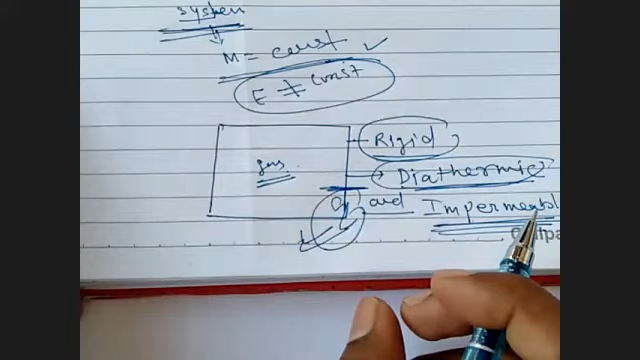 system
M = const ✓
E ≠ const
Rigid
gas
Diathermic
and Impermeabl